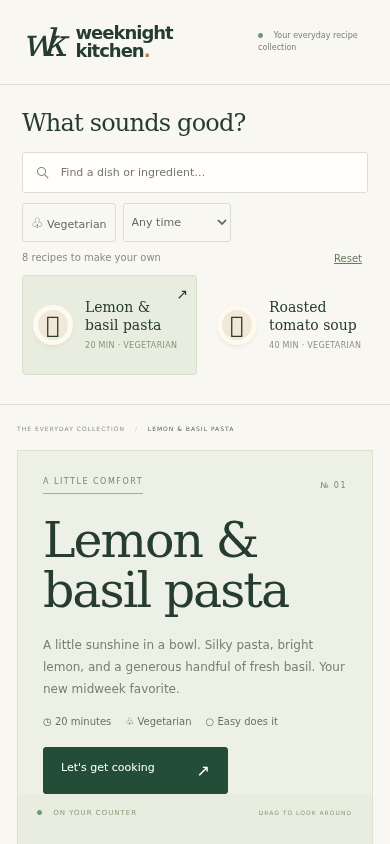 wk weeknight
kitchen.
Your everyday recipe
collection
What sounds good?
Find a dish or ingredient...
Vegetarian
Any time
8 recipes to make your own
Reset
Lemon &
basil pasta
20 MIN · VEGETARIAN
Roasted
tomato soup
40 MIN · VEGETARIAN
THE EVERYDAY COLLECTION / LEMON & BASIL PASTA
A LITTLE COMFORT
№ 01
Lemon &
basil pasta
A little sunshine in a bowl. Silky pasta, bright
lemon, and a generous handful of fresh basil. Your
new midweek favorite.
20 minutes Vegetarian Easy does it
Let's get cooking
ON YOUR COUNTER
DRAG TO LOOK AROUND